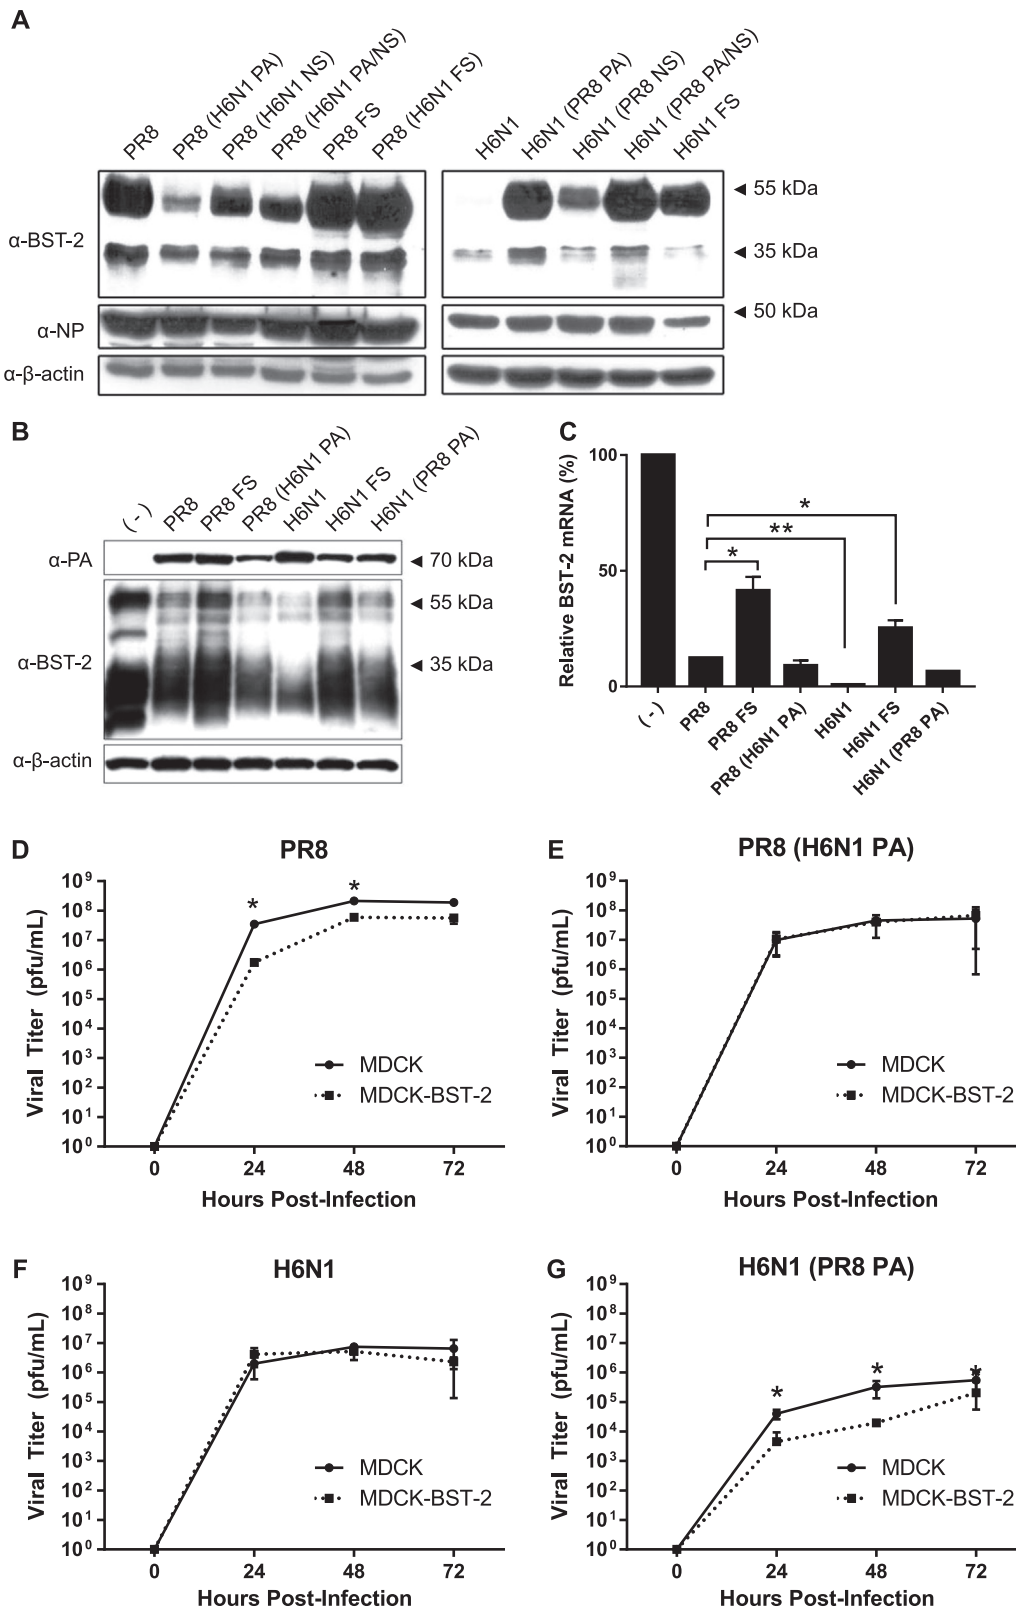 A
PR8
PR8 (H6N1 PA)
PR8 (H6N1 NS)
PR8 (H6N1 PA/NS)
PR8 FS
PR8 (H6N1 FS)
H6N1
H6N1 (PR8 PA)
H6N1 (PR8 NS)
H6N1 (PR8 PA/NS)
H6N1 FS
α-BST-2
55 kDa
35 kDa
α-NP
50 kDa
α-β-actin
B
(-)
PR8
PR8 FS
PR8 (H6N1 PA)
H6N1
H6N1 FS
H6N1 (PR8 PA)
α-PA
70 kDa
α-BST-2
55 kDa
35 kDa
α-β-actin
C
Relative BST-2 mRNA (%)
100
50
0
*
**
*
(-)
PR8
PR8 FS
PR8 (H6N1 PA)
H6N1
H6N1 FS
H6N1 (PR8 PA)
D
PR8
Viral Titer (pfu/mL)
10⁹
10⁸
10⁷
10⁶
10⁵
10⁴
10³
10²
10¹
10⁰
* *
MDCK
MDCK-BST-2
0 24 48 72
Hours Post-Infection
E
PR8 (H6N1 PA)
Viral Titer (pfu/mL)
10⁹
10⁸
10⁷
10⁶
10⁵
10⁴
10³
10²
10¹
10⁰
MDCK
MDCK-BST-2
0 24 48 72
Hours Post-Infection
F
H6N1
Viral Titer (pfu/mL)
10⁹
10⁸
10⁷
10⁶
10⁵
10⁴
10³
10²
10¹
10⁰
MDCK
MDCK-BST-2
0 24 48 72
Hours Post-Infection
G
H6N1 (PR8 PA)
Viral Titer (pfu/mL)
10⁹
10⁸
10⁷
10⁶
10⁵
10⁴
10³
10²
10¹
10⁰
* * *
MDCK
MDCK-BST-2
0 24 48 72
Hours Post-Infection